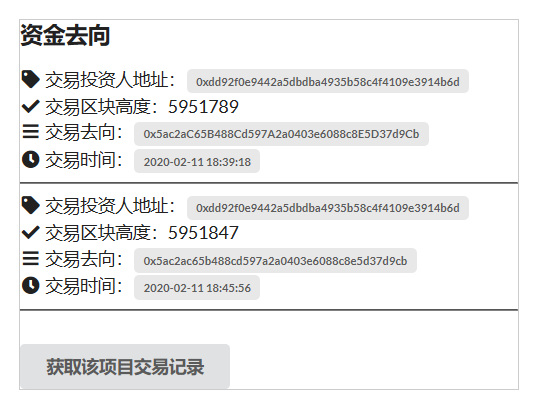 资金去向
交易投资人地址： 0xdd92f0e9442a5dbdba4935b58c4f4109e3914b6d
交易区块高度：5951789
交易去向： 0x5ac2aC65B488Cd597A2a0403e6088c8E5D37d9Cb
交易时间： 2020-02-11 18:39:18
交易投资人地址： 0xdd92f0e9442a5dbdba4935b58c4f4109e3914b6d
交易区块高度：5951847
交易去向： 0x5ac2ac65b488cd597a2a0403e6088c8e5d37d9cb
交易时间： 2020-02-11 18:45:56
获取该项目交易记录